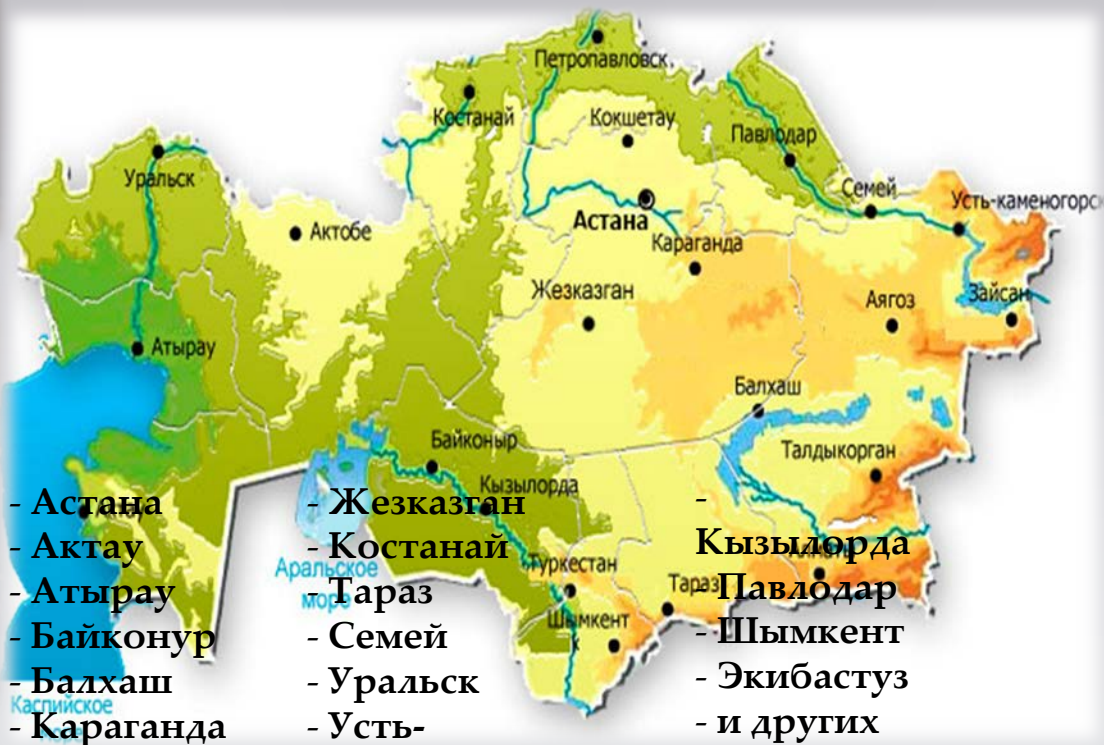 Петропавловск
Костанай
Кокшетау
Павлодар
Уральск
Семей
Усть-каменогорск
Астана
Актобе
Караганда
Жезказган
Зайсан
Аягоз
Атырау
Балхаш
Байконыр
Талдыкорган
Кызылорда
Туркестан
Тараз
Шымкент
Аральское
море
Каспийское
- Астана
- Актау
- Атырау
- Байконур
- Балхаш
- Караганда
- Жезказган
- Костанай
- Тараз
- Семей
- Уральск
- Усть-
-
Кызылорда
- Павлодар
- Шымкент
- Экибастуз
- и других